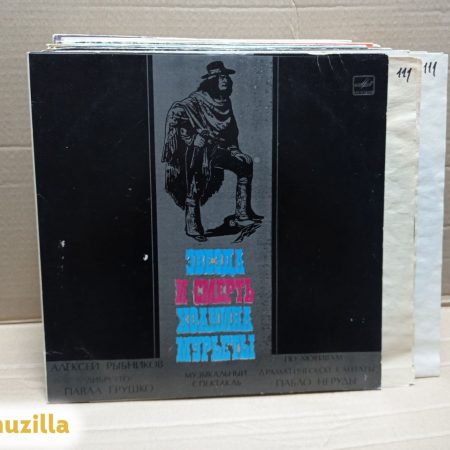 111
111
ЗВЕЗДА
И СМЕРТЬ
ХОАКИНА
МУРЬЕТЫ
АЛЕКСЕЙ РЫБНИКОВ
ЛИБРЕТТО
ПАВЛА ГРУШКО
МУЗЫКАЛЬНЫЙ
СПЕКТАКЛЬ
ПО МОТИВАМ
ДРАМАТИЧЕСКОЙ КАНТАТЫ
ПАБЛО НЕРУДЫ
uzilla